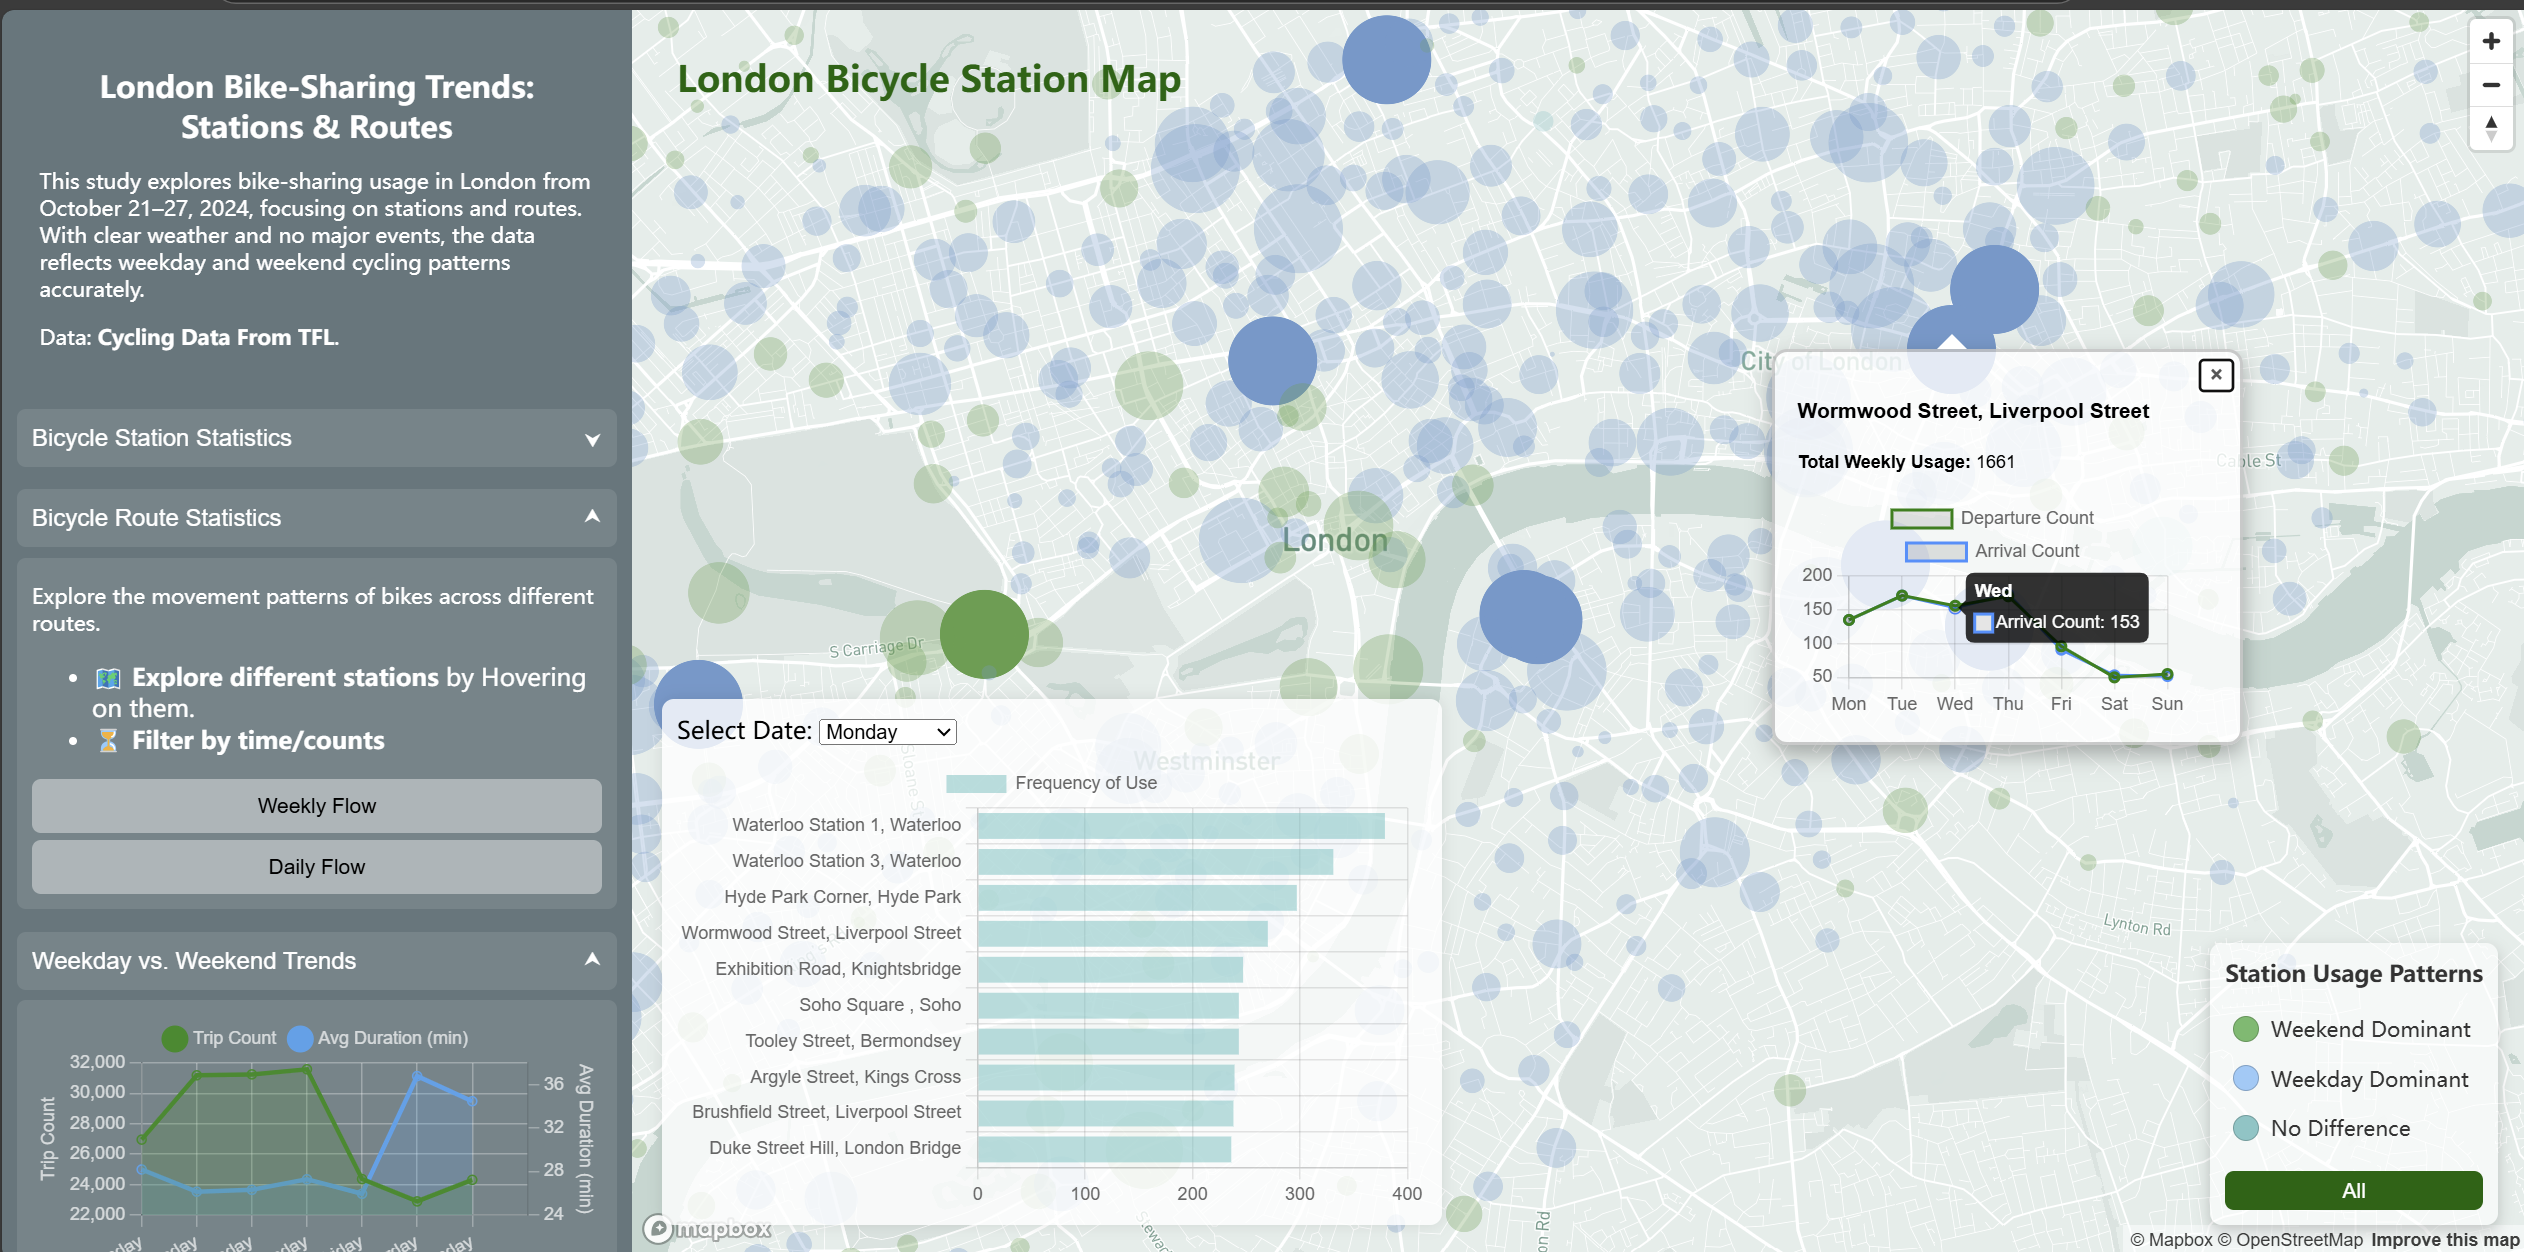 London Bike-Sharing Trends:
Stations & Routes
This study explores bike-sharing usage in London from
October 21–27, 2024, focusing on stations and routes.
With clear weather and no major events, the data
reflects weekday and weekend cycling patterns
accurately.
Data: Cycling Data From TFL.
Bicycle Station Statistics
Bicycle Route Statistics
Explore the movement patterns of bikes across different
routes.
• Explore different stations by Hovering
on them.
• Filter by time/counts
Weekly Flow
Daily Flow
Weekday vs. Weekend Trends
Trip Count Avg Duration (min)
32,000
30,000
28,000
26,000
24,000
22,000
Trip Count
36
32
28
24
Avg Duration (min)
London Bicycle Station Map
City of London
London
S Carriage Dr
Cable St
Westminster
Lynton Rd
Select Date: Monday
Frequency of Use
Waterloo Station 1, Waterloo
Waterloo Station 3, Waterloo
Hyde Park Corner, Hyde Park
Wormwood Street, Liverpool Street
Exhibition Road, Knightsbridge
Soho Square , Soho
Tooley Street, Bermondsey
Argyle Street, Kings Cross
Brushfield Street, Liverpool Street
Duke Street Hill, London Bridge
0 100 200 300 400
mapbox
Wormwood Street, Liverpool Street
×
Total Weekly Usage: 1661
Departure Count
Arrival Count
200
150
100
50
Wed
Arrival Count: 153
Mon Tue Wed Thu Fri Sat Sun
Station Usage Patterns
Weekend Dominant
Weekday Dominant
No Difference
All
© Mapbox © OpenStreetMap Improve this map